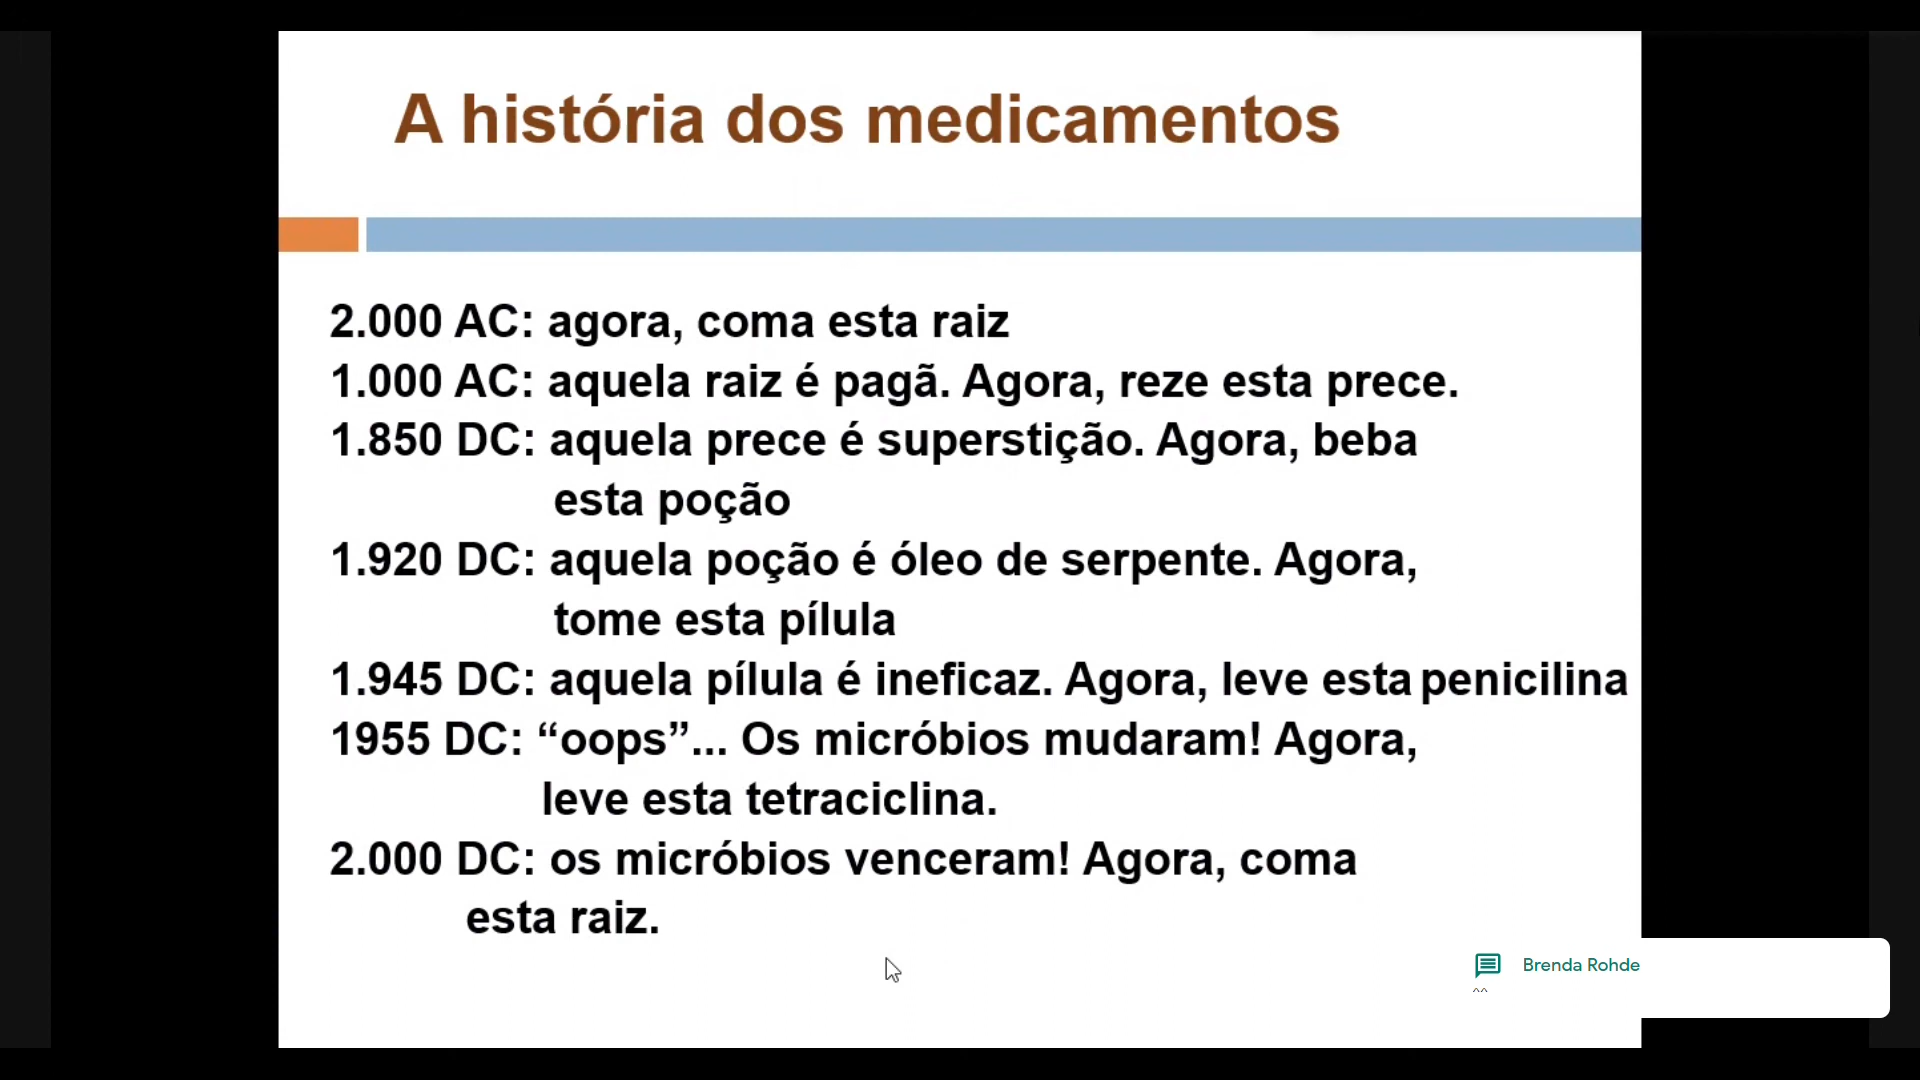 A história dos medicamentos
2.000 AC: agora, coma esta raiz
1.000 AC: aquela raiz é pagã. Agora, reze esta prece.
1.850 DC: aquela prece é superstição. Agora, beba
esta poção
1.920 DC: aquela poção é óleo de serpente. Agora,
tome esta pílula
1.945 DC: aquela pílula é ineficaz. Agora, leve esta penicilina
1955 DC: “oops”... Os micróbios mudaram! Agora,
leve esta tetraciclina.
2.000 DC: os micróbios venceram! Agora, coma
esta raiz.
Brenda Rohde
^^